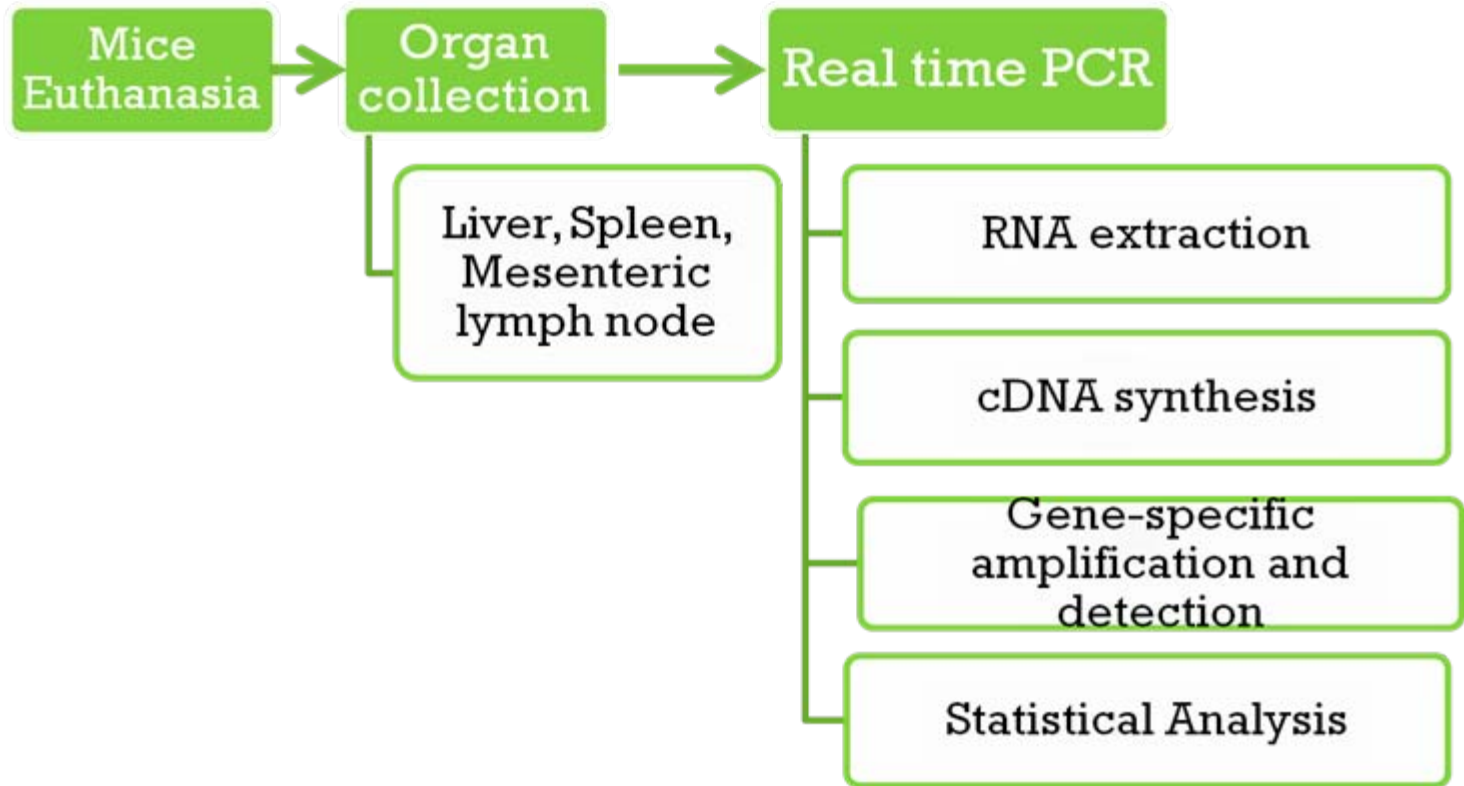 Mice
Euthanasia
Organ
collection
Real time PCR
Liver, Spleen,
Mesenteric
lymph node
RNA extraction
cDNA synthesis
Gene-specific
amplification and
detection
Statistical Analysis